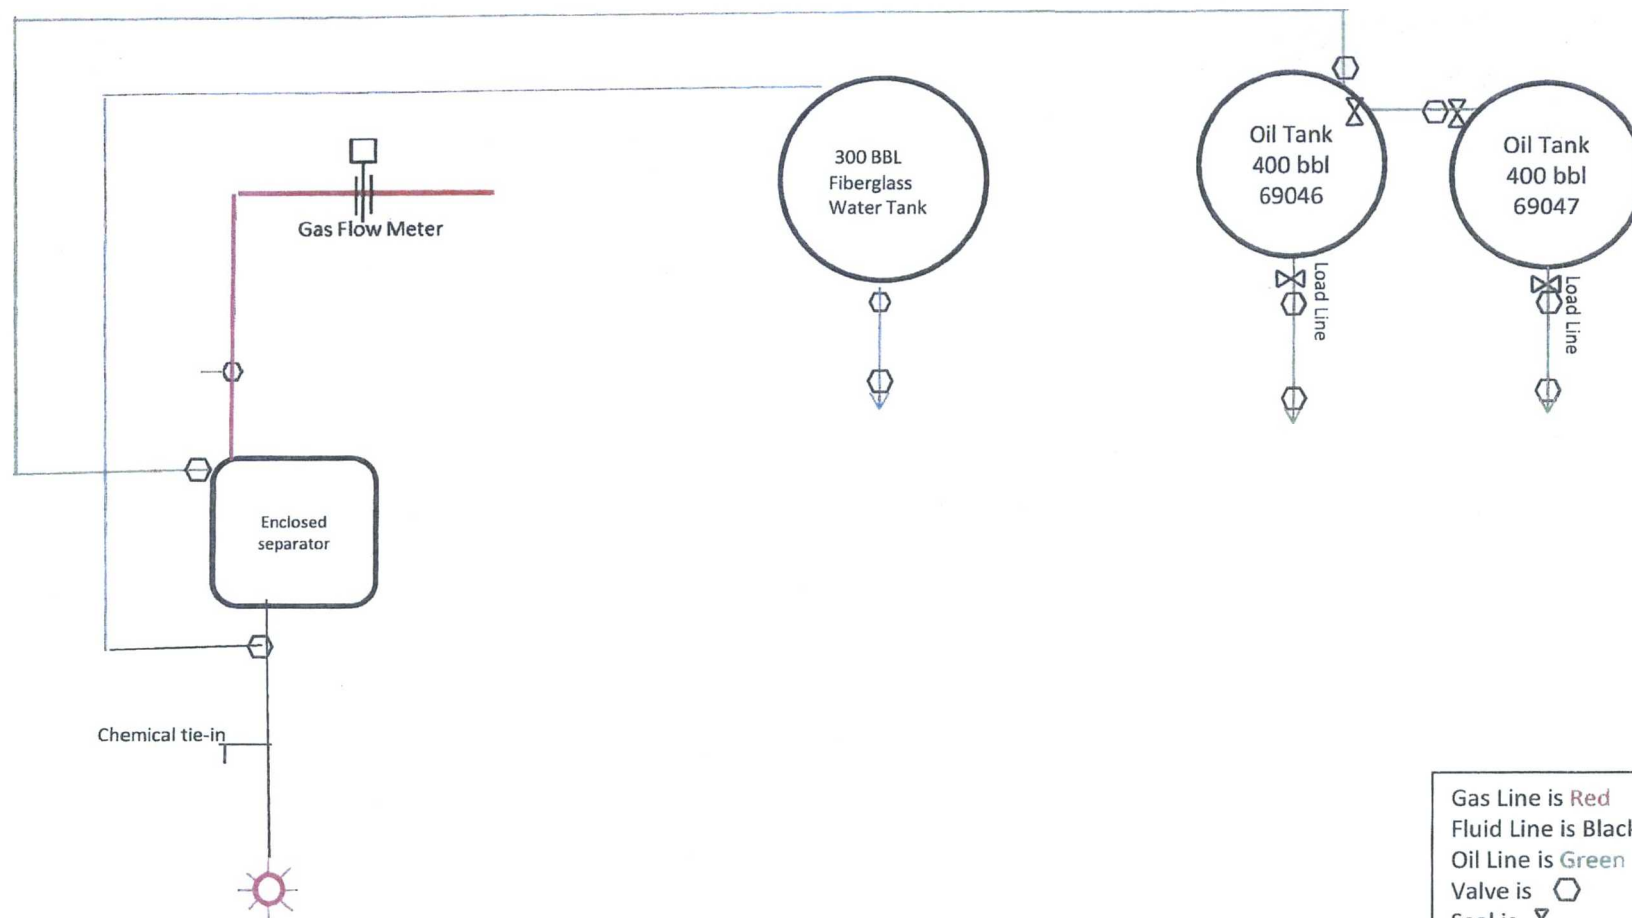 Gas Flow Meter
300 BBL
Fiberglass
Water Tank
Oil Tank
400 bbl
69046
Oil Tank
400 bbl
69047
Load Line
Load Line
Enclosed
separator
Chemical tie-in
Gas Line is Red
Fluid Line is Black
Oil Line is Green
Valve is
Seal is